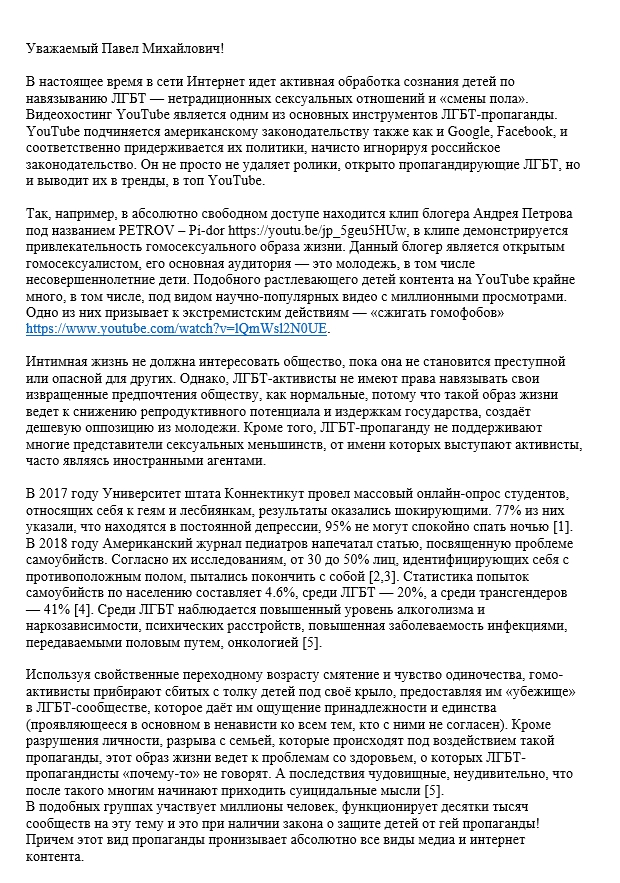 Уважаемый Павел Михайлович!
В настоящее время в сети Интернет идет активная обработка сознания детей по
навязыванию ЛГБТ — нетрадиционных сексуальных отношений и «смены пола».
Видеохостинг YouTube является одним из основных инструментов ЛГБТ-пропаганды.
YouTube подчиняется американскому законодательству также как и Google, Facebook, и
соответственно придерживается их политики, начисто игнорируя российское
законодательство. Он не просто не удаляет ролики, открыто пропагандирующие ЛГБТ, но
и выводит их в тренды, в топ YouTube.
Так, например, в абсолютно свободном доступе находится клип блогера Андрея Петрова
под названием PETROV – Pi-dor https://youtu.be/jp_5geu5HUw, в клипе демонстрируется
привлекательность гомосексуального образа жизни. Данный блогер является открытым
гомосексуалистом, его основная аудитория — это молодежь, в том числе
несовершеннолетние дети. Подобного растлевающего детей контента на YouTube крайне
много, в том числе, под видом научно-популярных видео с миллионными просмотрами.
Одно из них призывает к экстремистским действиям — «сжигать гомофобов»
https://www.youtube.com/watch?v=lQmWsl2N0UE.
Интимная жизнь не должна интересовать общество, пока она не становится преступной
или опасной для других. Однако, ЛГБТ-активисты не имеют права навязывать свои
извращенные предпочтения обществу, как нормальные, потому что такой образ жизни
ведет к снижению репродуктивного потенциала и издержкам государства, создаёт
дешевую оппозицию из молодежи. Кроме того, ЛГБТ-пропаганду не поддерживают
многие представители сексуальных меньшинств, от имени которых выступают активисты,
часто являясь иностранными агентами.
В 2017 году Университет штата Коннектикут провел массовый онлайн-опрос студентов,
относящих себя к геям и лесбиянкам, результаты оказались шокирующими. 77% из них
указали, что находятся в постоянной депрессии, 95% не могут спокойно спать ночью [1].
В 2018 году Американский журнал педиатров напечатал статью, посвященную проблеме
самоубийств. Согласно их исследованиям, от 30 до 50% лиц, идентифицирующих себя с
противоположным полом, пытались покончить с собой [2,3]. Статистика попыток
самоубийств по населению составляет 4.6%, среди ЛГБТ — 20%, а среди трансгендеров
— 41% [4]. Среди ЛГБТ наблюдается повышенный уровень алкоголизма и
наркозависимости, психических расстройств, повышенная заболеваемость инфекциями,
передаваемыми половым путем, онкологией [5].
Используя свойственные переходному возрасту смятение и чувство одиночества, гомо-
активисты прибирают сбитых с толку детей под своё крыло, предоставляя им «убежище»
в ЛГБТ-сообществе, которое даёт им ощущение принадлежности и единства
(проявляющееся в основном в ненависти ко всем тем, кто с ними не согласен). Кроме
разрушения личности, разрыва с семьей, которые происходят под воздействием такой
пропаганды, этот образ жизни ведет к проблемам со здоровьем, о которых ЛГБТ-
пропагандисты «почему-то» не говорят. А последствия чудовищные, неудивительно, что
после такого многим начинают приходить суицидальные мысли [5].
В подобных группах участвует миллионы человек, функционирует десятки тысяч
сообществ на эту тему и это при наличии закона о защите детей от гей пропаганды!
Причем этот вид пропаганды пронизывает абсолютно все виды медиа и интернет
контента.